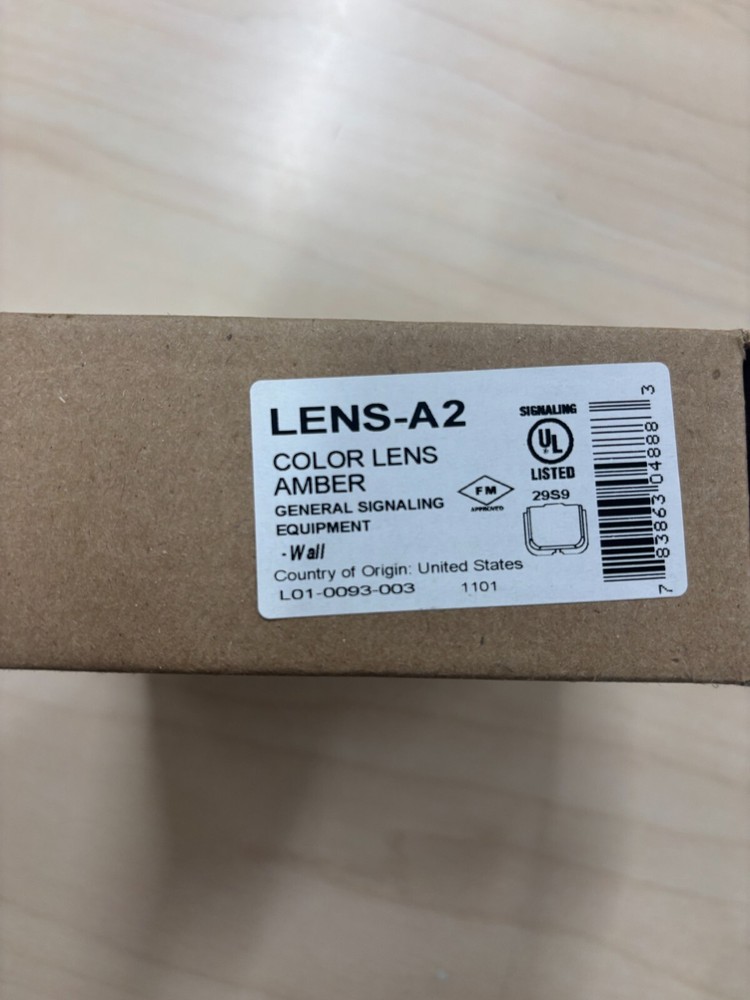 LENS-A2
COLOR LENS
AMBER
GENERAL SIGNALING
EQUIPMENT
- Wall
Country of Origin: United States
L01-0093-003 1101
FM
APPROVED
SIGNALING
UL
LISTED
29S9
7 83863 04888 3